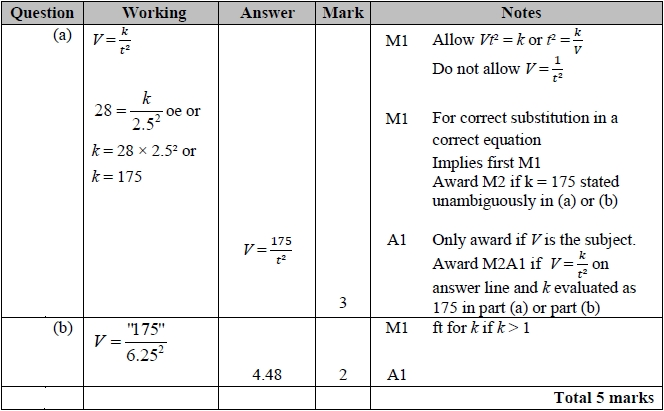 Question Working Answer Mark Notes
(a) V = k/t² M1 Allow Vt² = k or t² = k/V
Do not allow V = 1/t²
28 = k/2.5² oe or M1 For correct substitution in a
correct equation
k = 28 × 2.5² or Implies first M1
k = 175 Award M2 if k = 175 stated
unambiguously in (a) or (b)
V = 175/t² A1 Only award if V is the subject.
Award M2A1 if V = k/t² on
answer line and k evaluated as
3 175 in part (a) or part (b)
(b) V = "175"/6.25² M1 ft for k if k > 1
4.48 2 A1
Total 5 marks